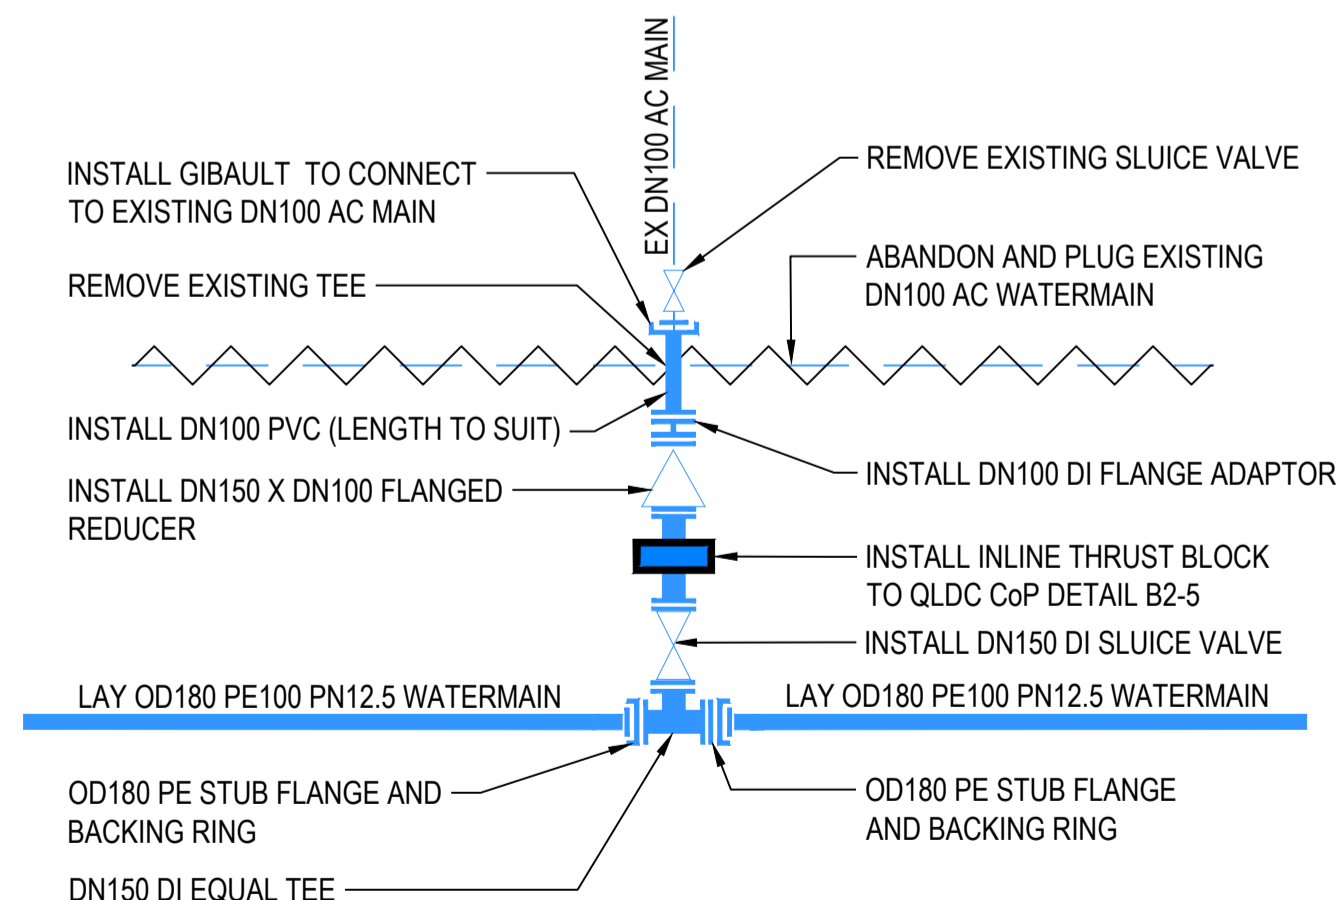 EX DN100 AC MAIN
INSTALL GIBAULT TO CONNECT
TO EXISTING DN100 AC MAIN
REMOVE EXISTING SLUICE VALVE
REMOVE EXISTING TEE
ABANDON AND PLUG EXISTING
DN100 AC WATERMAIN
INSTALL DN100 PVC (LENGTH TO SUIT)
INSTALL DN100 DI FLANGE ADAPTOR
INSTALL DN150 X DN100 FLANGED
REDUCER
INSTALL INLINE THRUST BLOCK
TO QLDC CoP DETAIL B2-5
INSTALL DN150 DI SLUICE VALVE
LAY OD180 PE100 PN12.5 WATERMAIN
LAY OD180 PE100 PN12.5 WATERMAIN
OD180 PE STUB FLANGE AND
BACKING RING
OD180 PE STUB FLANGE
AND BACKING RING
DN150 DI EQUAL TEE